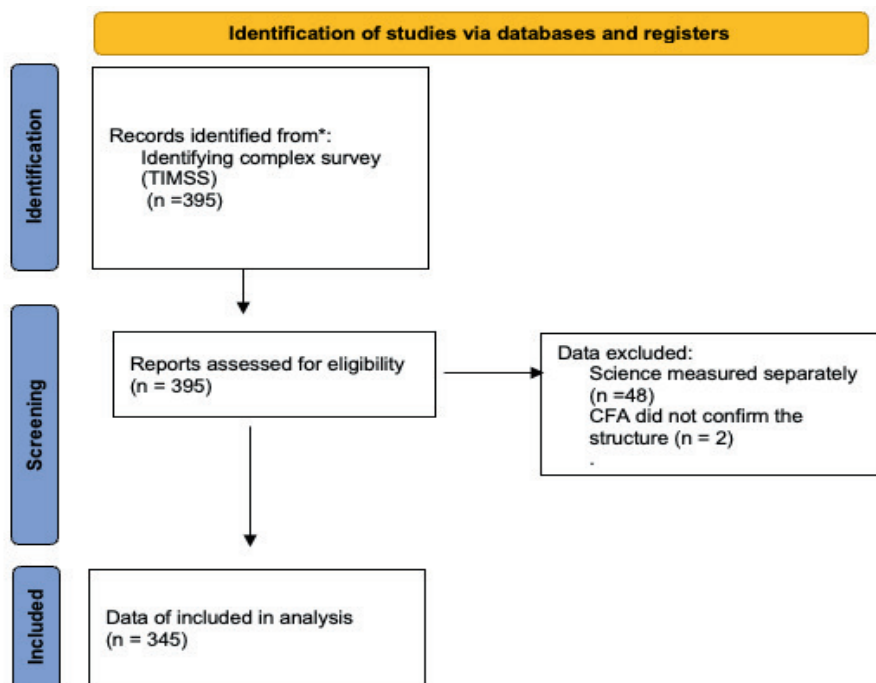 Identification of studies via databases and registers
Identification
Records identified from*:
Identifying complex survey
(TIMSS)
(n =395)
Screening
Reports assessed for eligibility
(n = 395)
Data excluded:
Science measured separately
(n =48)
CFA did not confirm the
structure (n = 2)
.
Included
Data of included in analysis
(n = 345)